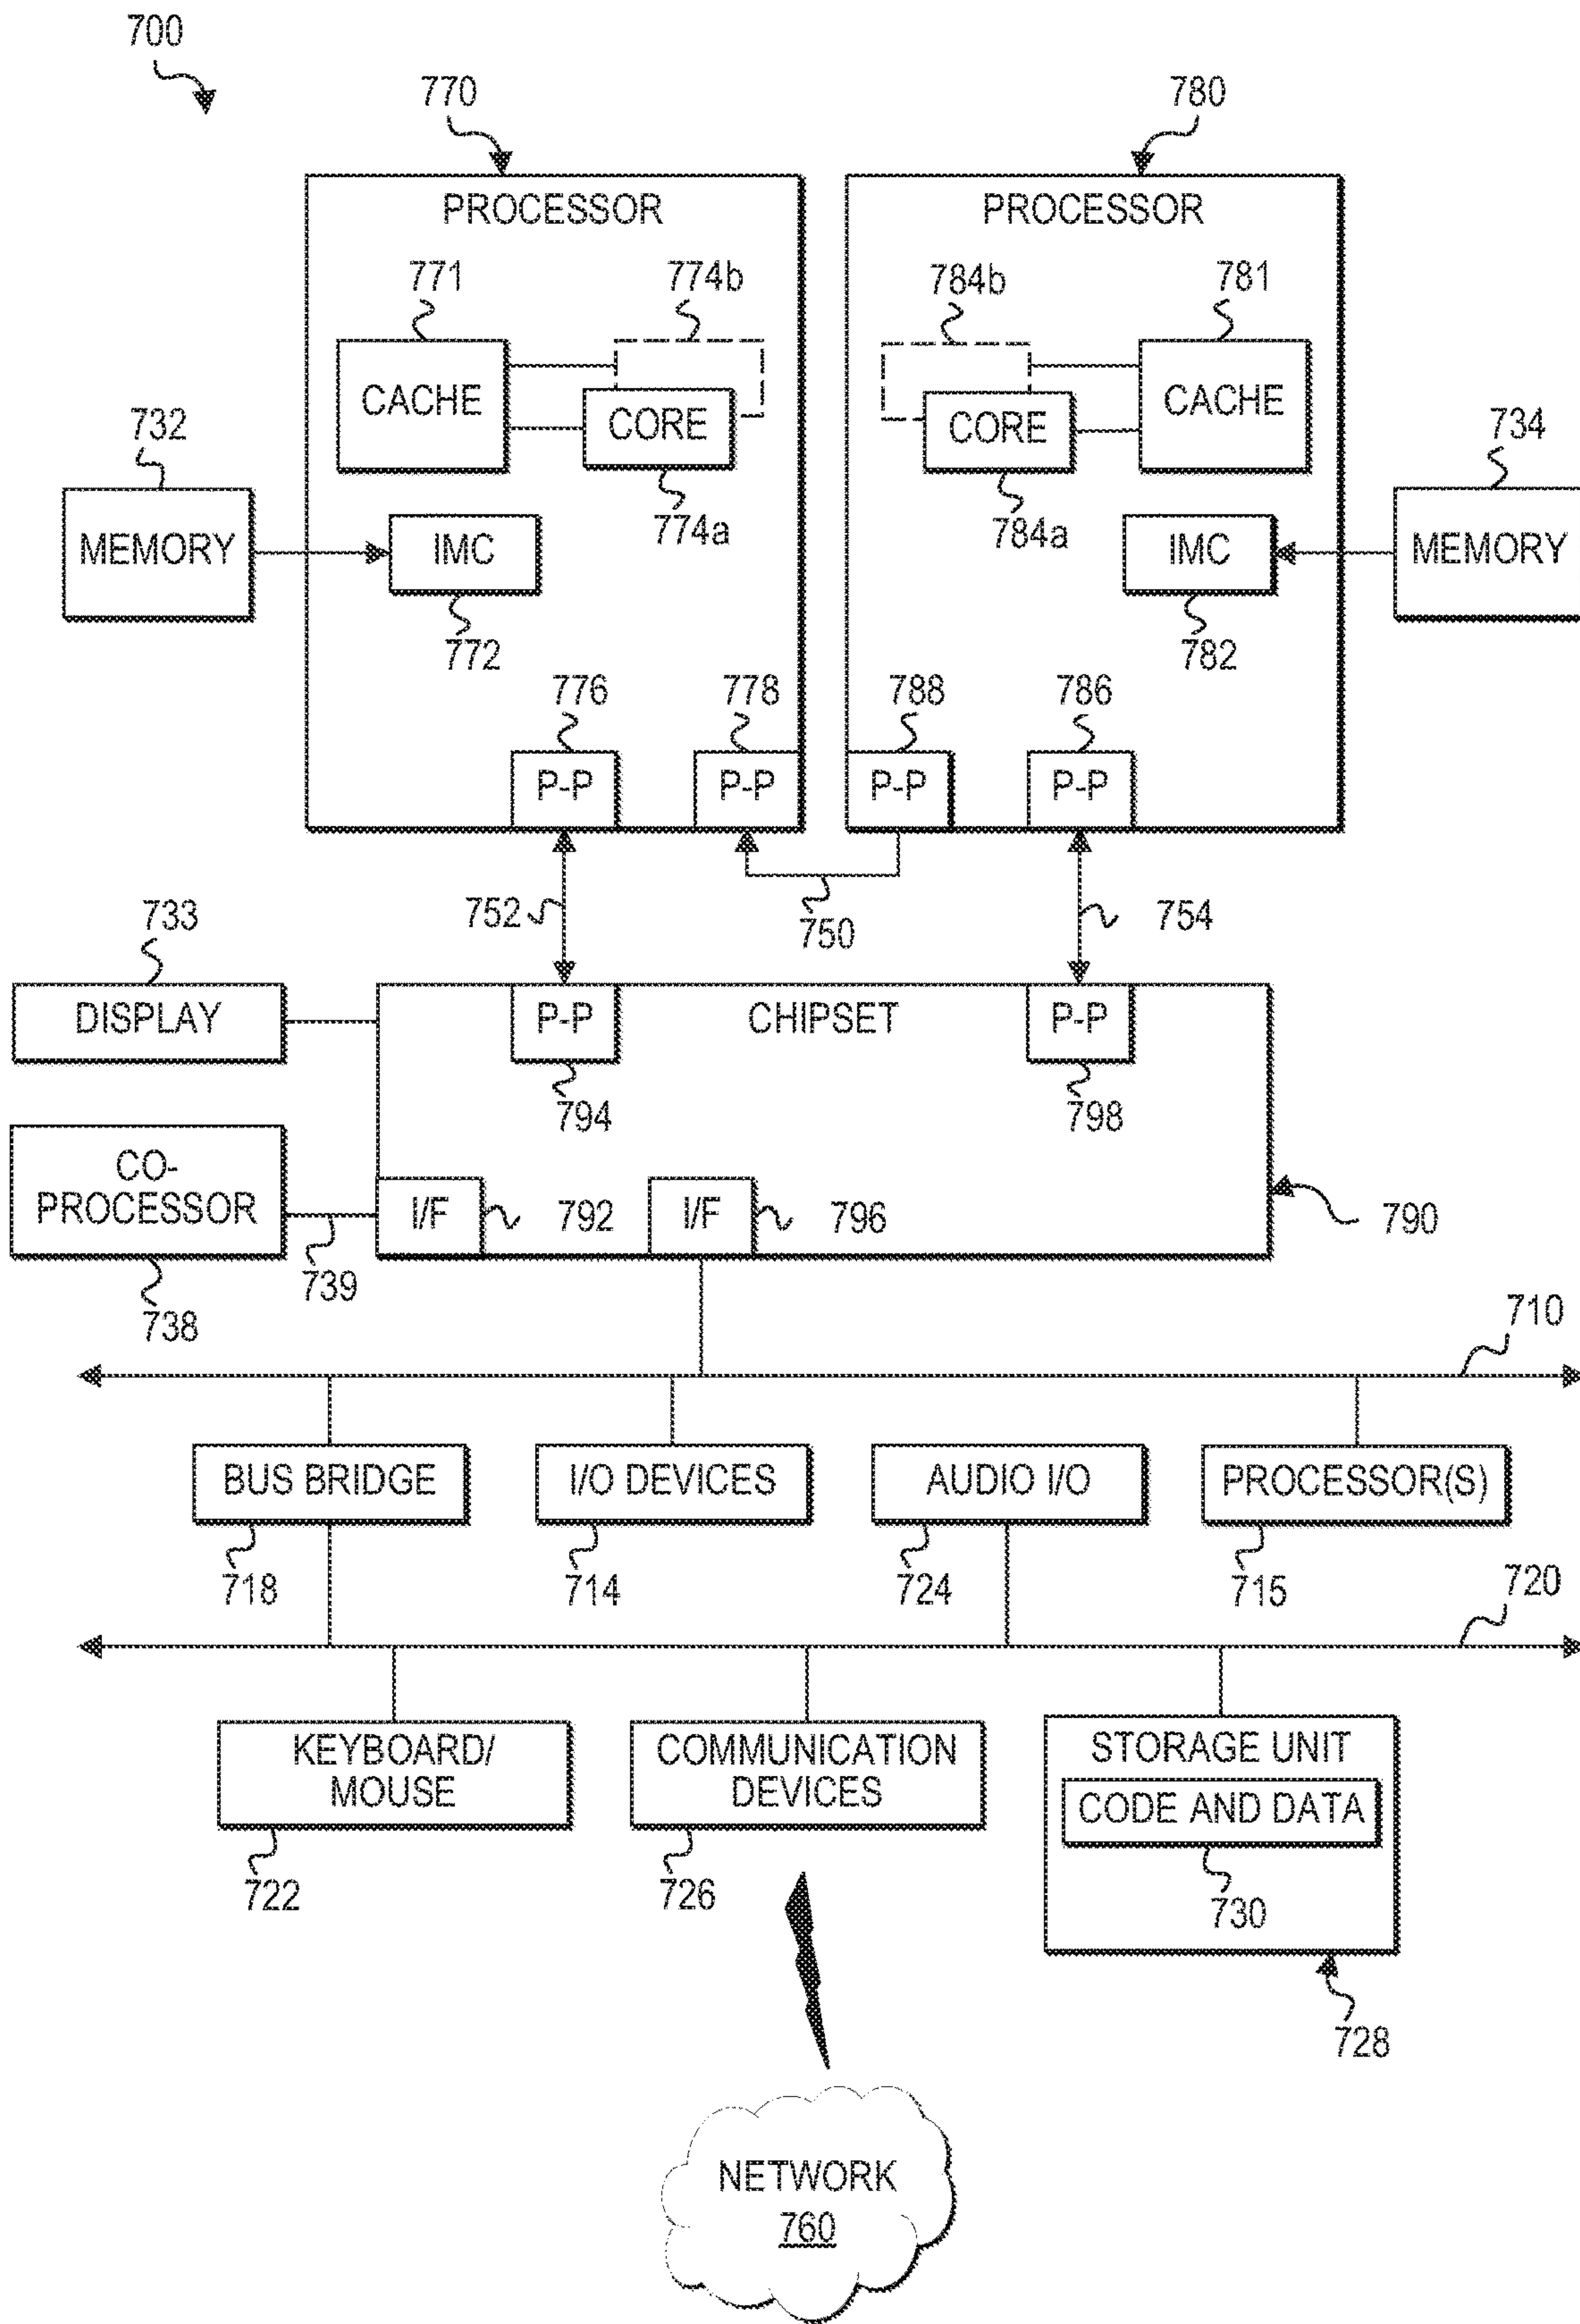 700
770
780
PROCESSOR
PROCESSOR
771
774b
784b
781
CACHE
CORE
CORE
CACHE
732
734
774a
784a
MEMORY
IMC
IMC
MEMORY
772
782
776
778
788
786
P-P
P-P
P-P
P-P
752
750
754
733
DISPLAY
P-P
CHIPSET
P-P
794
798
CO-
PROCESSOR
I/F
792
I/F
796
790
739
738
710
BUS BRIDGE
I/O DEVICES
AUDIO I/O
PROCESSOR(S)
718
714
724
715
720
KEYBOARD/
MOUSE
COMMUNICATION
DEVICES
STORAGE UNIT
CODE AND DATA
722
726
730
728
NETWORK
760